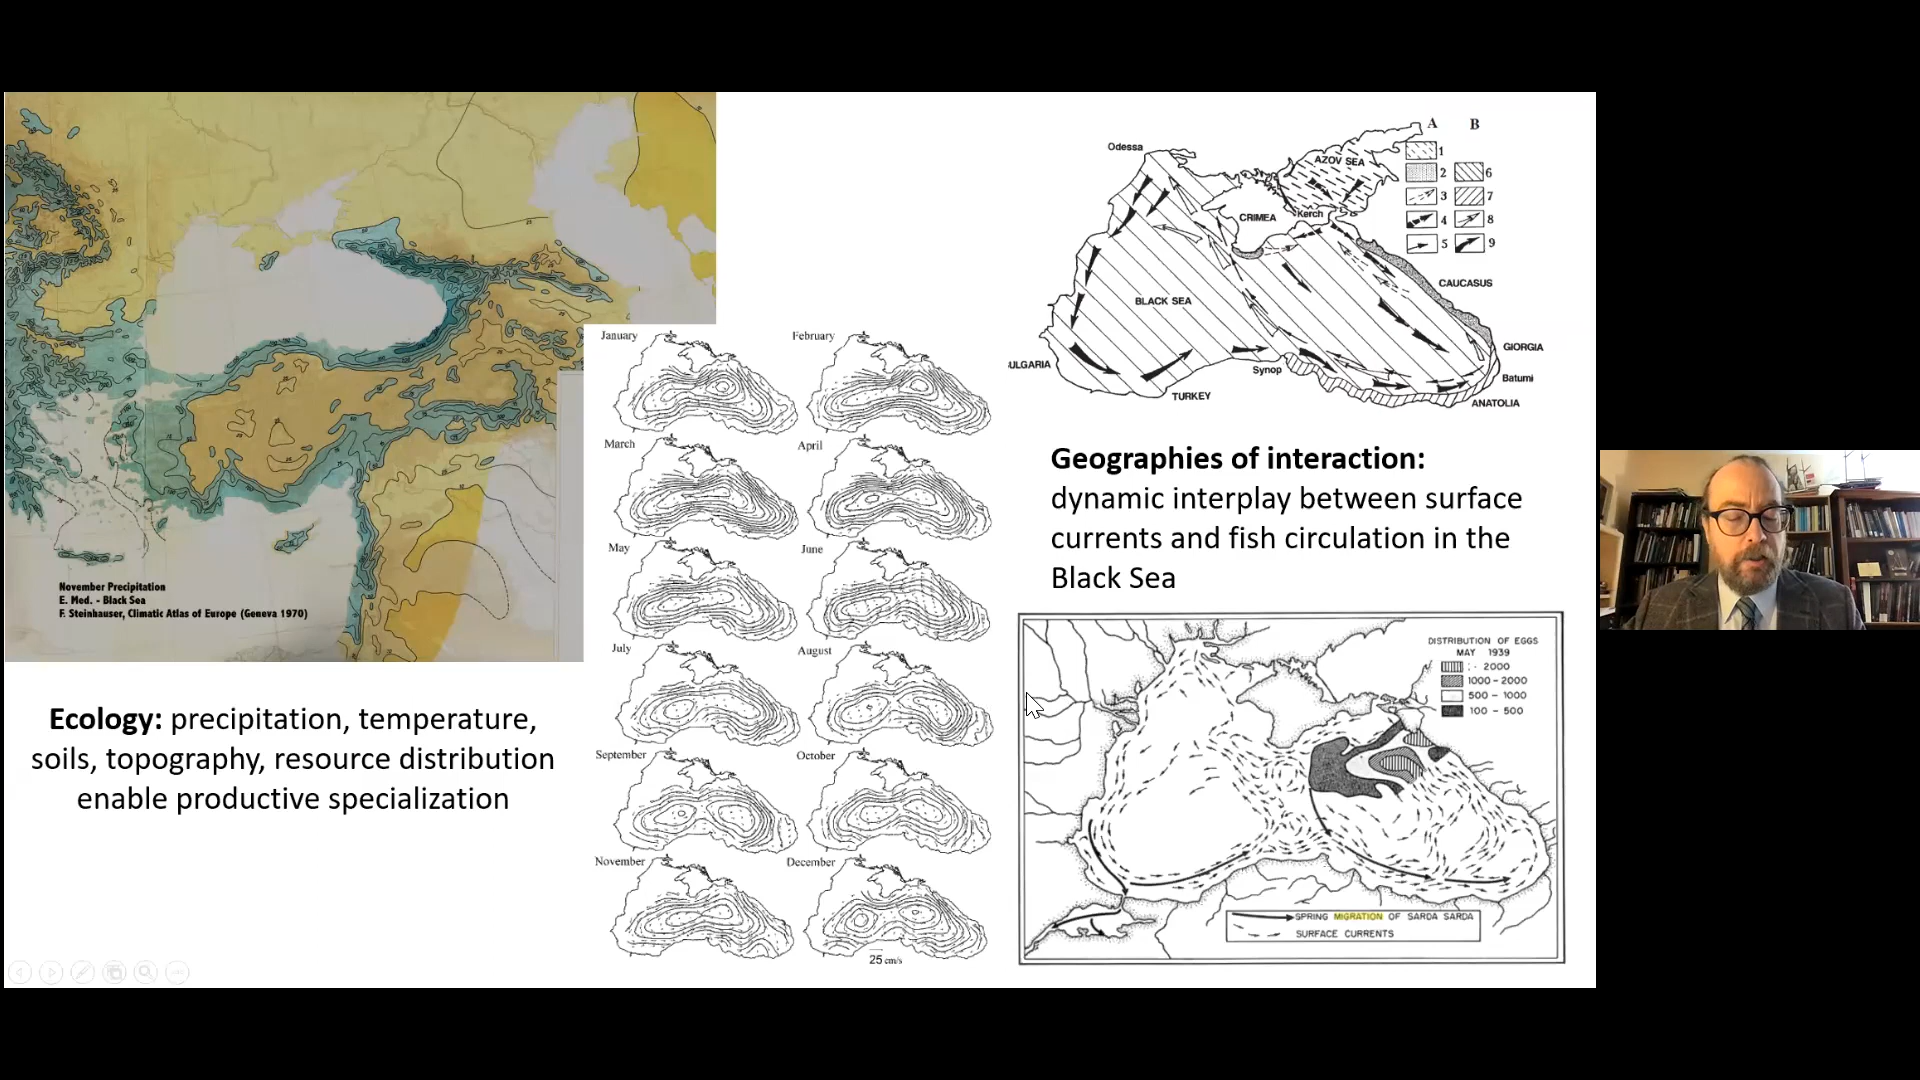 November Precipitation
E. Med. - Black Sea
F. Steinhauser, Climatic Atlas of Europe (Geneva 1970)
Ecology: precipitation, temperature,
soils, topography, resource distribution
enable productive specialization
January
February
March
April
May
June
July
August
September
October
November
December
25 cm/s
A B
Odessa
AZOV SEA
1
2 6
3 7
4 8
5 9
CRIMEA
Kerch
CAUCASUS
BLACK SEA
GIORGIA
ULGARIA
Synop
Batumi
TURKEY
ANATOLIA
Geographies of interaction:
dynamic interplay between surface
currents and fish circulation in the
Black Sea
DISTRIBUTION OF EGGS
MAY 1939
2000
1000-2000
500-1000
100-500
SPRING MIGRATION OF SARDA SARDA
SURFACE CURRENTS